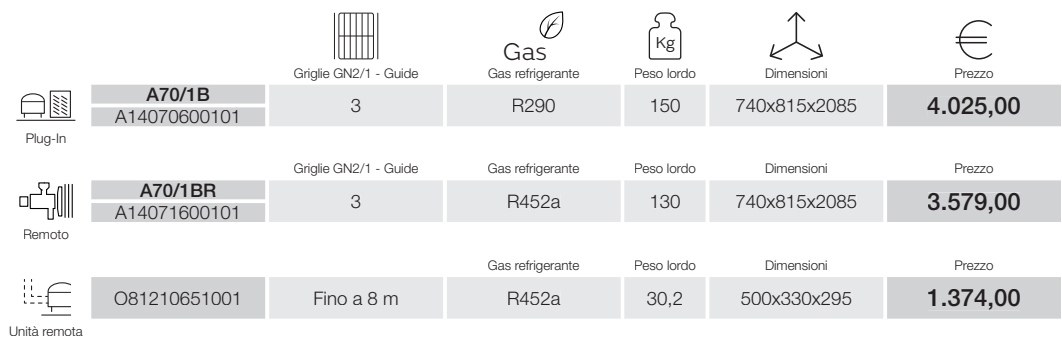 Gas
Kg
Griglie GN2/1 - Guide Gas refrigerante Peso lordo Dimensioni Prezzo
A70/1B
A14070600101
3 R290 150 740x815x2085 4.025,00
Plug-In
Griglie GN2/1 - Guide Gas refrigerante Peso lordo Dimensioni Prezzo
A70/1BR
A14071600101
3 R452a 130 740x815x2085 3.579,00
Remoto
Gas refrigerante Peso lordo Dimensioni Prezzo
O81210651001 Fino a 8 m R452a 30,2 500x330x295 1.374,00
Unità remota